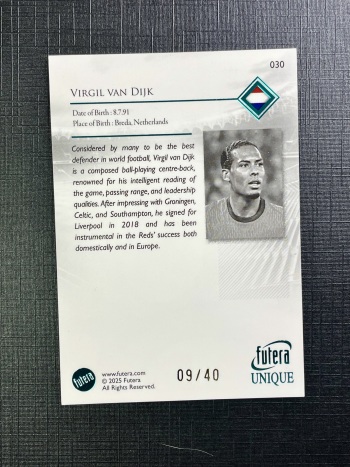 030
VIRGIL VAN DIJK
Date of Birth : 8.7.91
Place of Birth : Breda, Netherlands
Considered by many to be the best
defender in world football, Virgil van Dijk
is a composed ball-playing centre-back,
renowned for his intelligent reading of
the game, passing range, and leadership
qualities. After impressing with Groningen,
Celtic, and Southampton, he signed for
Liverpool in 2018 and has been
instrumental in the Reds' success both
domestically and in Europe.
futera
www.futera.com
© 2025 Futera
All Rights Reserved.
09/40
futera
UNIQUE